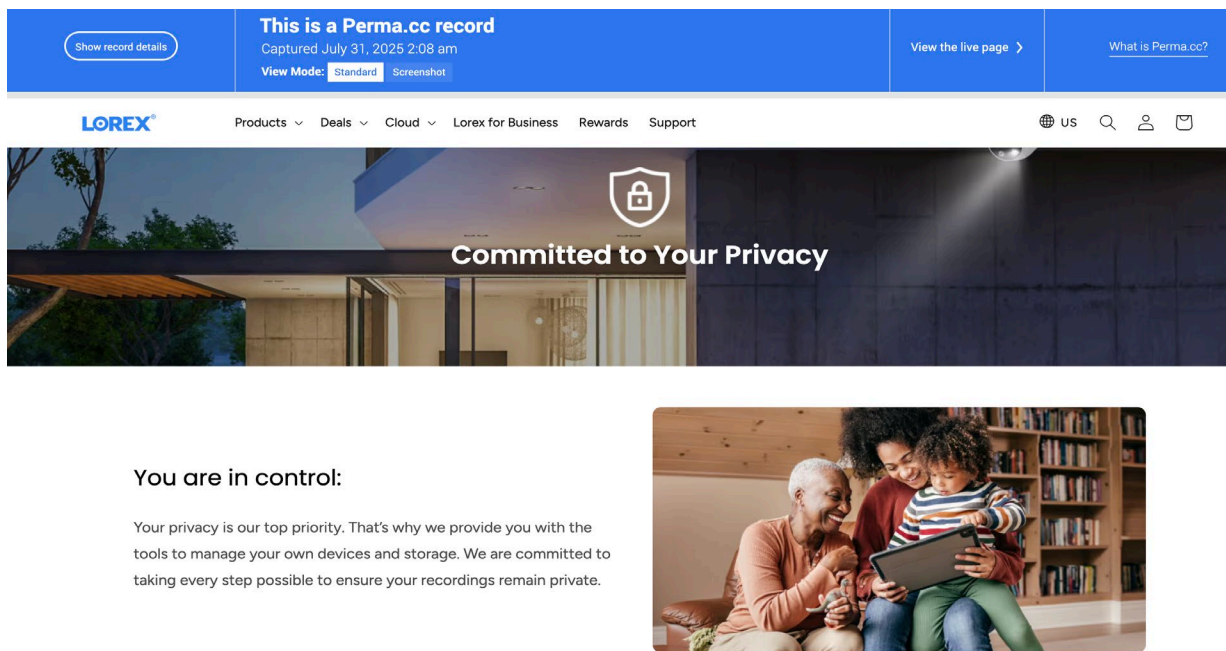 Show record details
This is a Perma.cc record
Captured July 31, 2025 2:08 am
View Mode: Standard Screenshot
View the live page
What is Perma.cc?
LOREX®
Products Deals Cloud Lorex for Business Rewards Support
US
Committed to Your Privacy
You are in control:
Your privacy is our top priority. That’s why we provide you with the
tools to manage your own devices and storage. We are committed to
taking every step possible to ensure your recordings remain private.